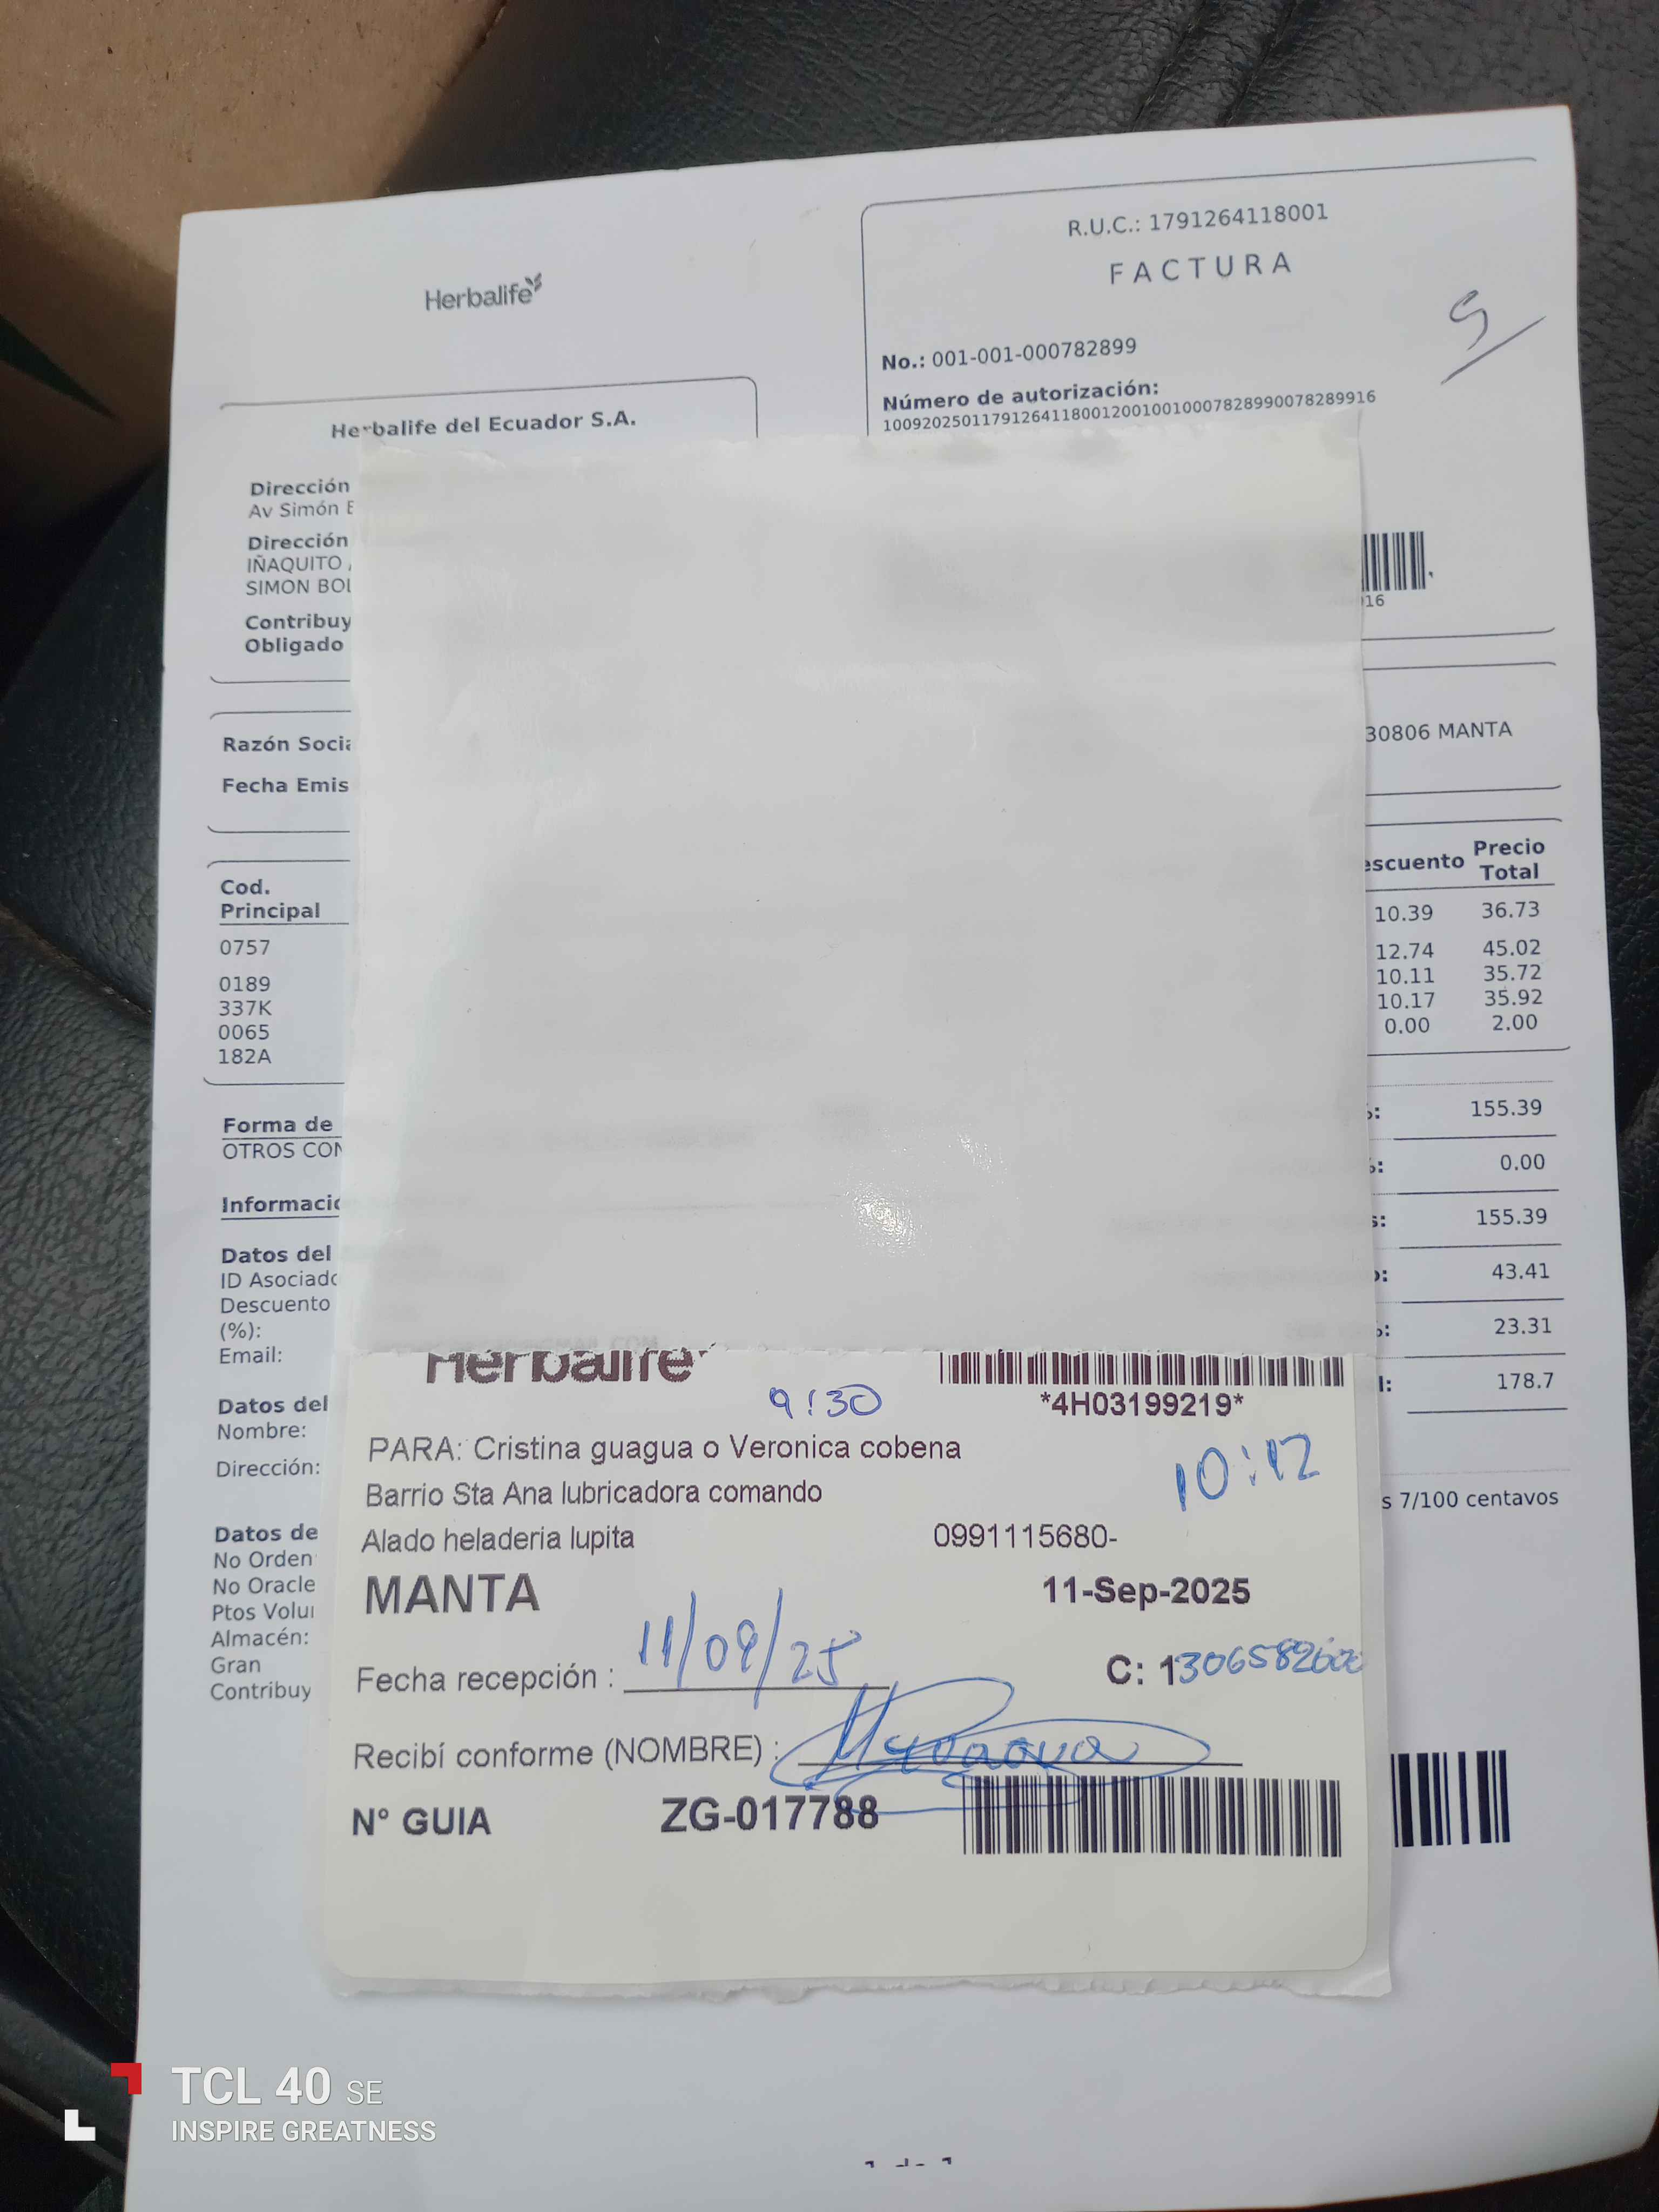 R.U.C.: 1791264118001
FACTURA
Herbalife
5
No.: 001-001-000782899
Número de autorización:
1009202501179126411800120010010007828990078289916
Herbalife del Ecuador S.A.
Dirección
Av Simón
Dirección
IÑAQUITO
SIMON BOL
Contribuy
Obligado
16
Razón Socia
30806 MANTA
Fecha Emis
Cod. Principal
escuento
Precio Total
0757
10.39 36.73
0189
12.74 45.02
337K
10.11 35.72
0065
10.17 35.92
182A
0.00 2.00
Forma de
155.39
OTROS CON
0.00
Informació
s: 155.39
Datos del
ID Asociado
43.41
Descuento
(%):
23.31
Email:
l: 178.7
Herbalife
9:30
*4H03199219*
Datos del
Nombre:
PARA: Cristina guagua o Veronica cobena
10:12
Dirección:
Barrio Sta Ana lubricadora comando
s 7/100 centavos
Alado heladeria lupita
0991115680-
Datos de
No Orden
No Oracle
Ptos Volu
Almacén:
Gran
Contribuy
MANTA
11-Sep-2025
Fecha recepción : 11/09/25
C: 1306582600
Recibí conforme (NOMBRE) :
N° GUIA ZG-017788
TCL 40 SE
INSPIRE GREATNESS